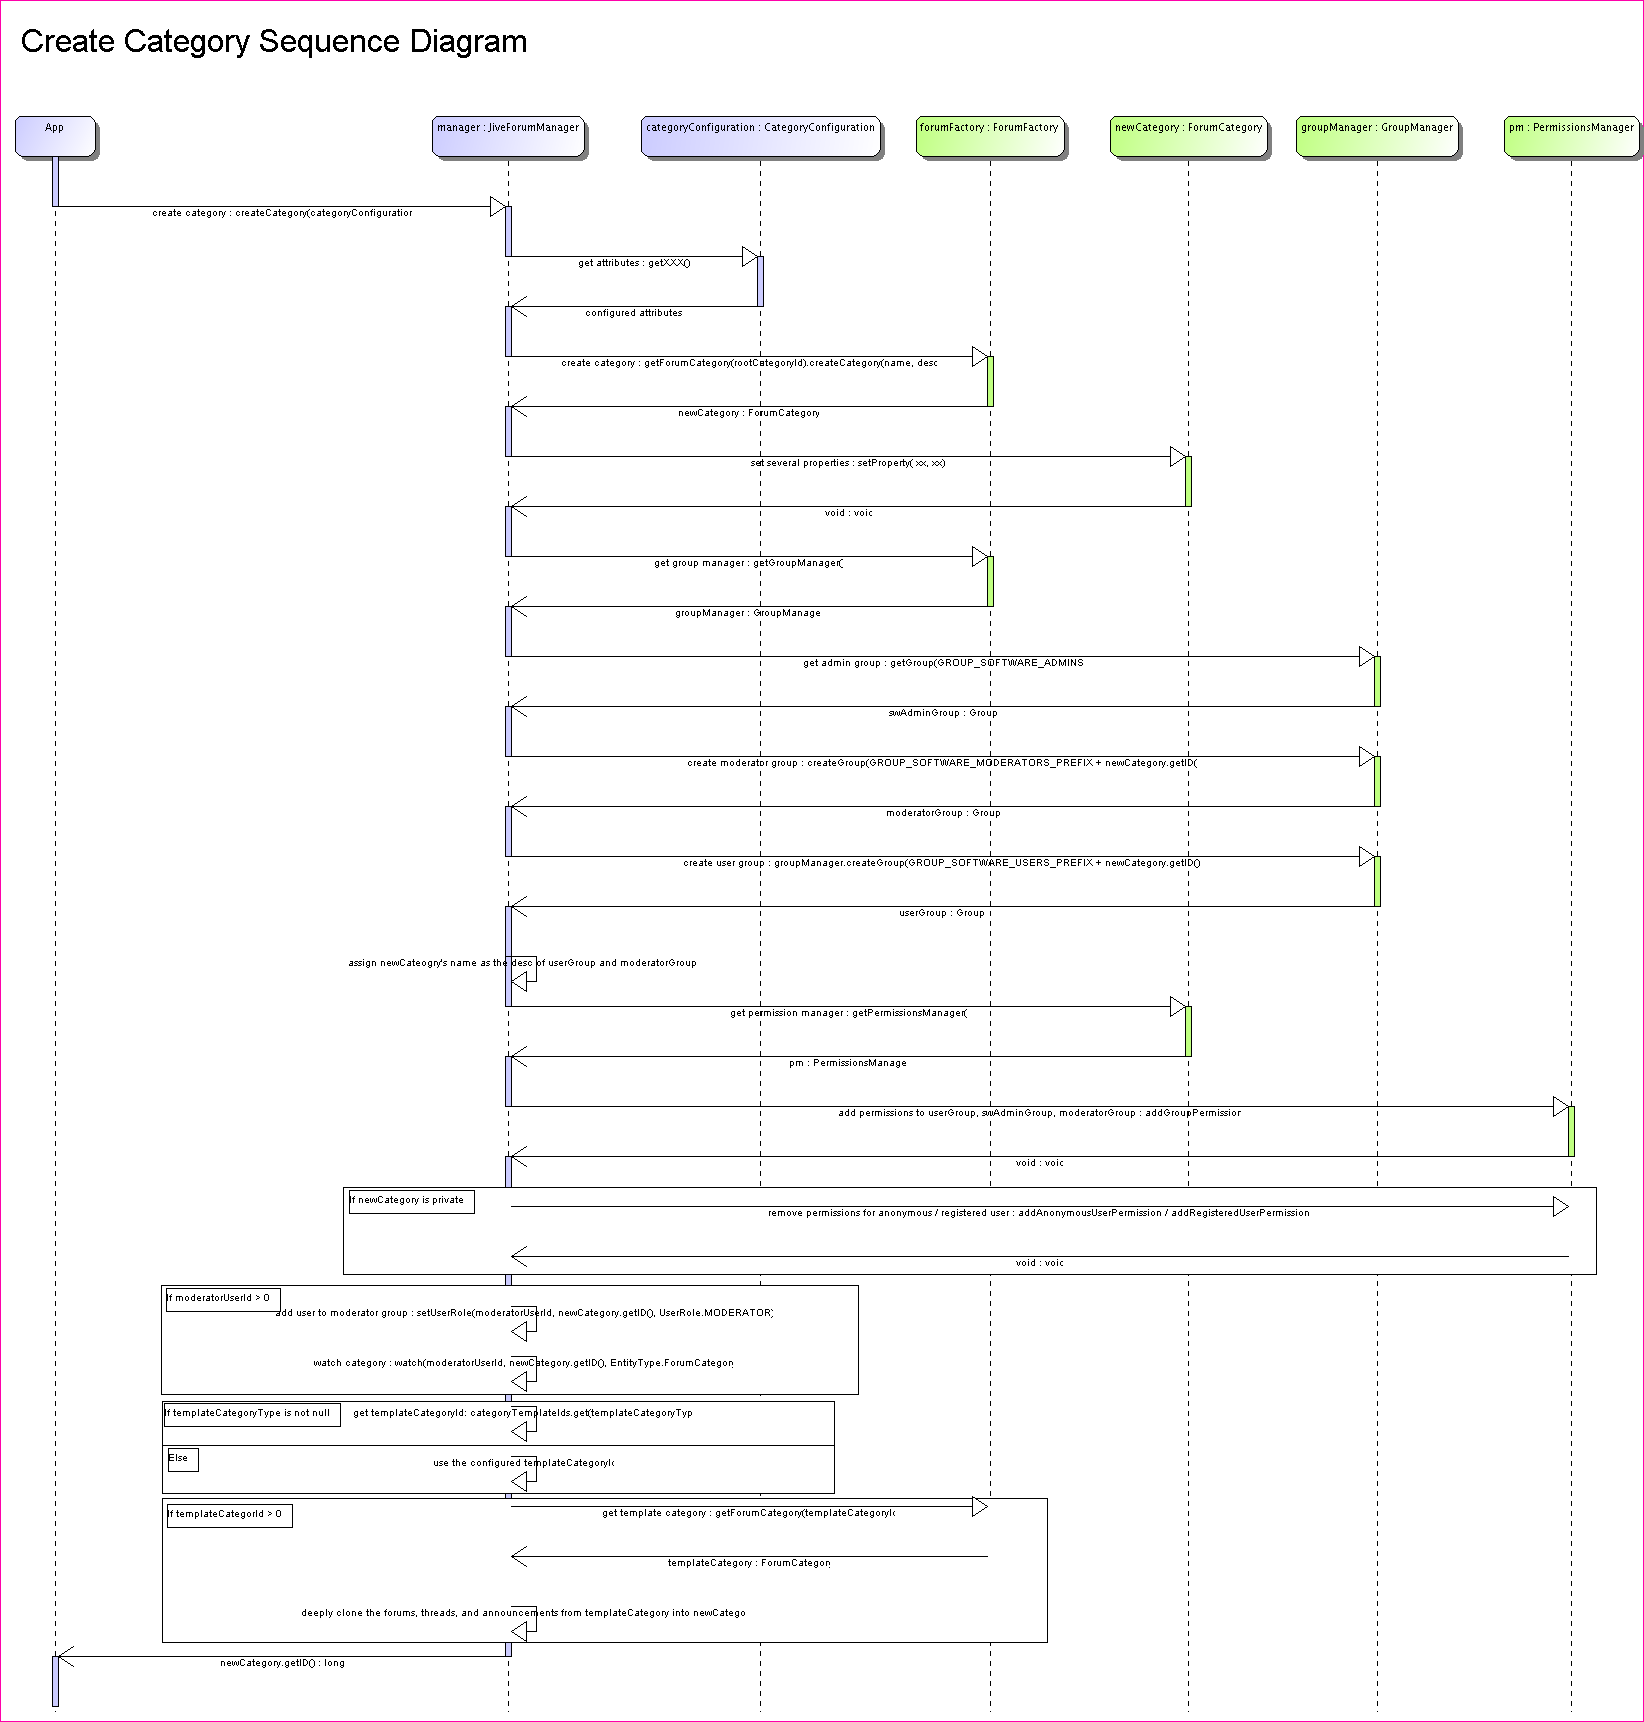 Create Category Sequence Diagram
App
manager : JiveForumManager
categoryConfiguration : CategoryConfiguration
forumFactory : ForumFactory
newCategory : ForumCategory
groupManager : GroupManager
pm : PermissionsManager
create category : createCategory(categoryConfiguration
get attributes : getXXX()
configured attributes
create category : getForumCategory(rootCategoryId).createCategory(name, desc
newCategory : ForumCategory
set several properties : setProperty( xx, xx)
void : voic
get group manager : getGroupManager(
groupManager : GroupManage
get admin group : getGroup(GROUP_SOFTWARE_ADMINS
swAdminGroup : Group
create moderator group : createGroup(GROUP_SOFTWARE_MODERATORS_PREFIX + newCategory.getID(
moderatorGroup : Group
create user group : groupManager.createGroup(GROUP_SOFTWARE_USERS_PREFIX + newCategory.getID()
userGroup : Group
assign newCateogry's name as the desc of userGroup and moderatorGroup
get permission manager : getPermissionsManager(
pm : PermissionsManage
add permissions to userGroup, swAdminGroup, moderatorGroup : addGroupPermission
void : voic
If newCategory is private
remove permissions for anonymous / registered user : addAnonymousUserPermission / addRegisteredUserPermission
void : voic
If moderatorUserId > 0
add user to moderator group : setUserRole(moderatorUserId, newCategory.getID(), UserRole.MODERATOR)
watch category : watch(moderatorUserId, newCategory.getID(), EntityType.ForumCategory
If templateCategoryType is not null
get templateCategoryId: categoryTemplateIds.get(templateCategoryTyp
Else
use the configured templateCategoryId
If templateCategorId > 0
get template category : getForumCategory(templateCategoryId
templateCategory : ForumCategory
deeply clone the forums, threads, and announcements from templateCategory into newCatego
newCategory.getID() : long